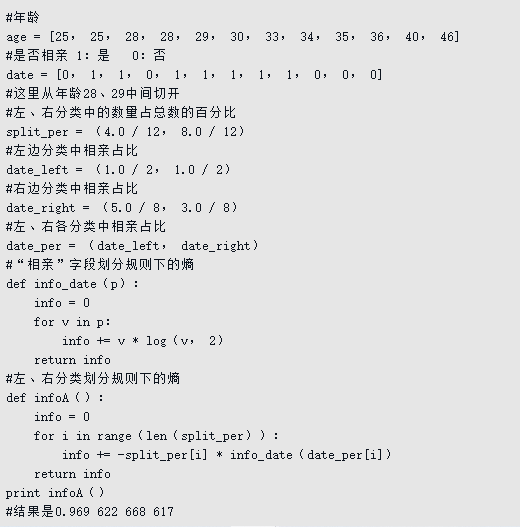 #年龄
age = [25, 25, 28, 28, 29, 30, 33, 34, 35, 36, 40, 46]
#是否相亲 1: 是  0: 否
date = [0, 1, 1, 0, 1, 1, 1, 1, 1, 0, 0, 0]
#这里从年龄28、29中间切开
#左、右分类中的数量占总数的百分比
split_per = (4.0 / 12, 8.0 / 12)
#左边分类中相亲占比
date_left = (1.0 / 2, 1.0 / 2)
#右边分类中相亲占比
date_right = (5.0 / 8, 3.0 / 8)
#左、右各分类中相亲占比
date_per = (date_left, date_right)
#“相亲”字段划分规则下的熵
def info_date(p):
    info = 0
    for v in p:
        info += v * log(v, 2)
    return info
#左、右分类划分规则下的熵
def infoA():
    info = 0
    for i in range(len(split_per)):
        info += -split_per[i] * info_date(date_per[i])
    return info
print infoA()
#结果是0.969 622 668 617